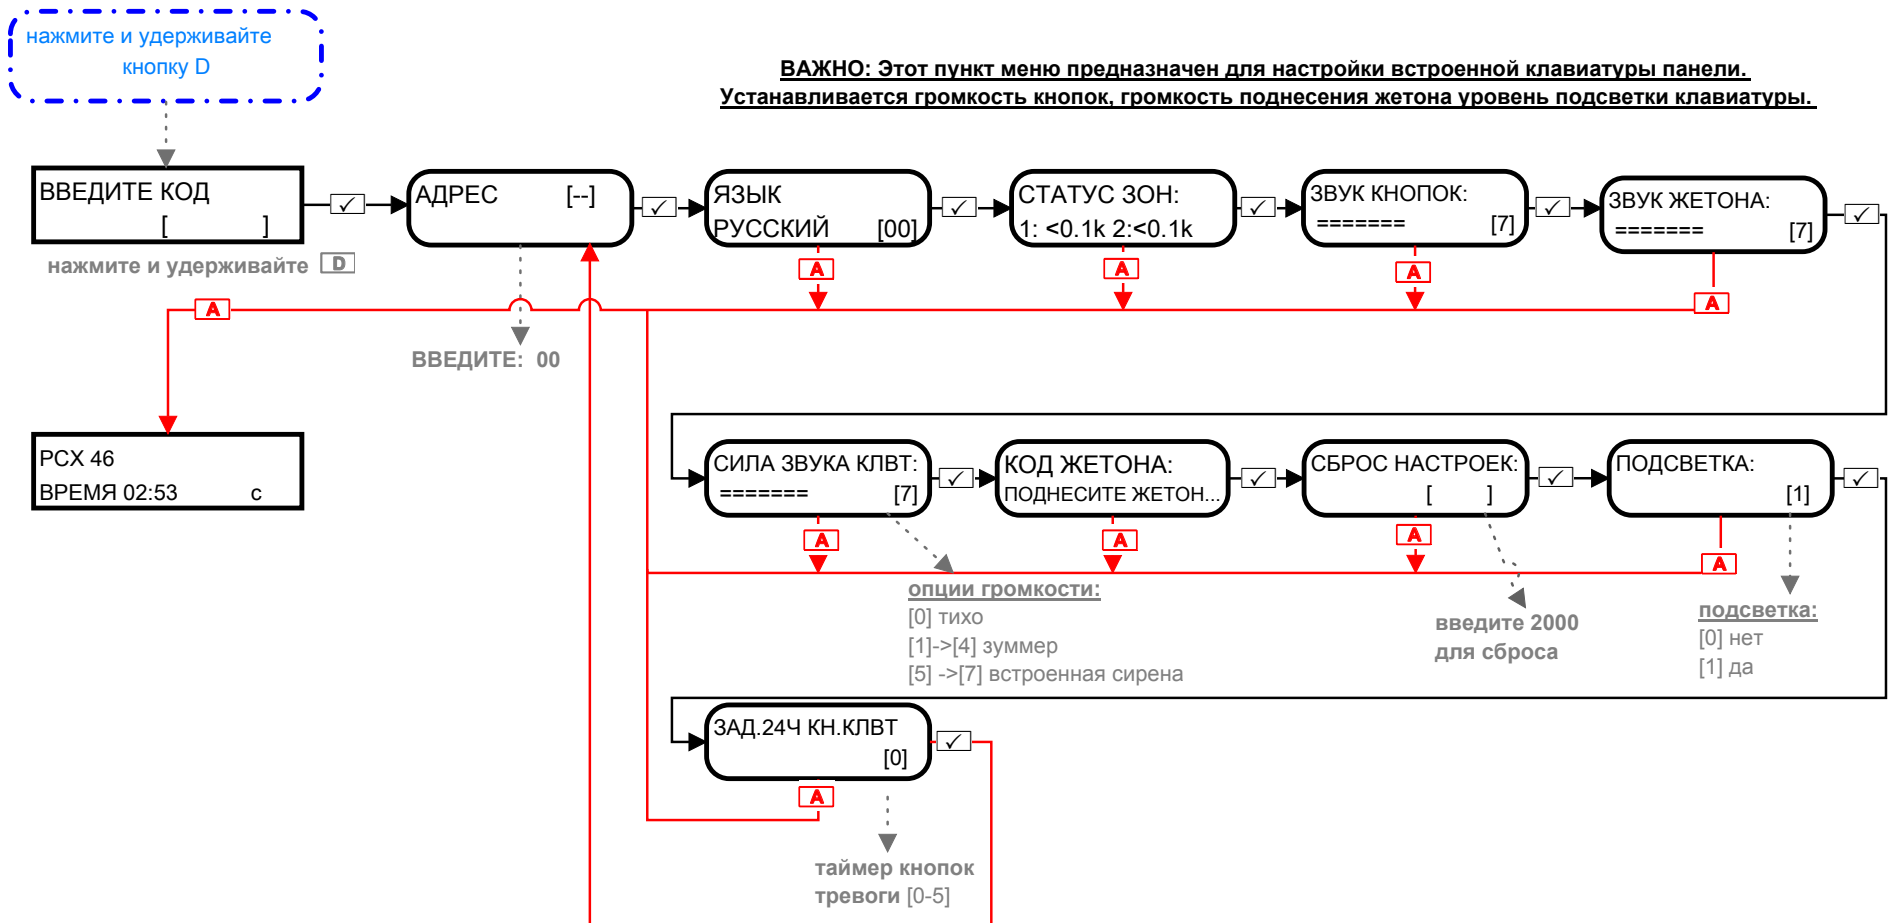 нажмите и удерживайте
кнопку D
ВАЖНО: Этот пункт меню предназначен для настройки встроенной клавиатуры панели.
Устанавливается громкость кнопок, громкость поднесения жетона уровень подсветки клавиатуры.
ВВЕДИТЕ КОД
[ ]
нажмите и удерживайте D
АДРЕС [--]
ВВЕДИТЕ: 00
ЯЗЫК
РУССКИЙ [00]
A
СТАТУС ЗОН:
1: <0.1k 2:<0.1k
A
ЗВУК КНОПОК:
======= [7]
A
ЗВУК ЖЕТОНА:
======= [7]
A
A
PCX 46
ВРЕМЯ 02:53 c
СИЛА ЗВУКА КЛВТ:
======= [7]
A
опции громкости:
[0] тихо
[1]->[4] зуммер
[5] ->[7] встроенная сирена
КОД ЖЕТОНА:
ПОДНЕСИТЕ ЖЕТОН...
A
СБРОС НАСТРОЕК:
[ ]
A
введите 2000
для сброса
ПОДСВЕТКА:
[1]
A
подсветка:
[0] нет
[1] да
ЗАД.24Ч КН.КЛВТ
[0]
A
таймер кнопок
тревоги [0-5]